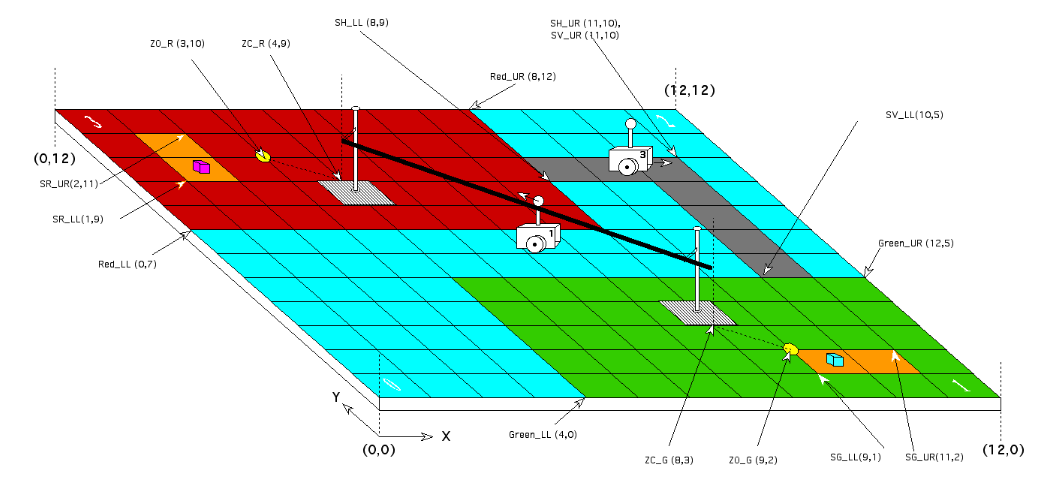 SH_LL (8,9)
SH_UR (11,10),
SV_UR (11,10)
ZO_R (3,10)
ZC_R (4,9)
Red_UR (8,12)
(12,12)
SV_LL(10,5)
3
(0,12)
SR_UR(2,11)
SR_LL(1,9)
1
Red_LL (0,7)
Green_UR (12,5)
Y
X
(0,0)
Green_LL (4,0)
ZC_G (8,3)
ZO_G (9,2)
SG_LL(9,1)
SG_UR(11,2)
(12,0)